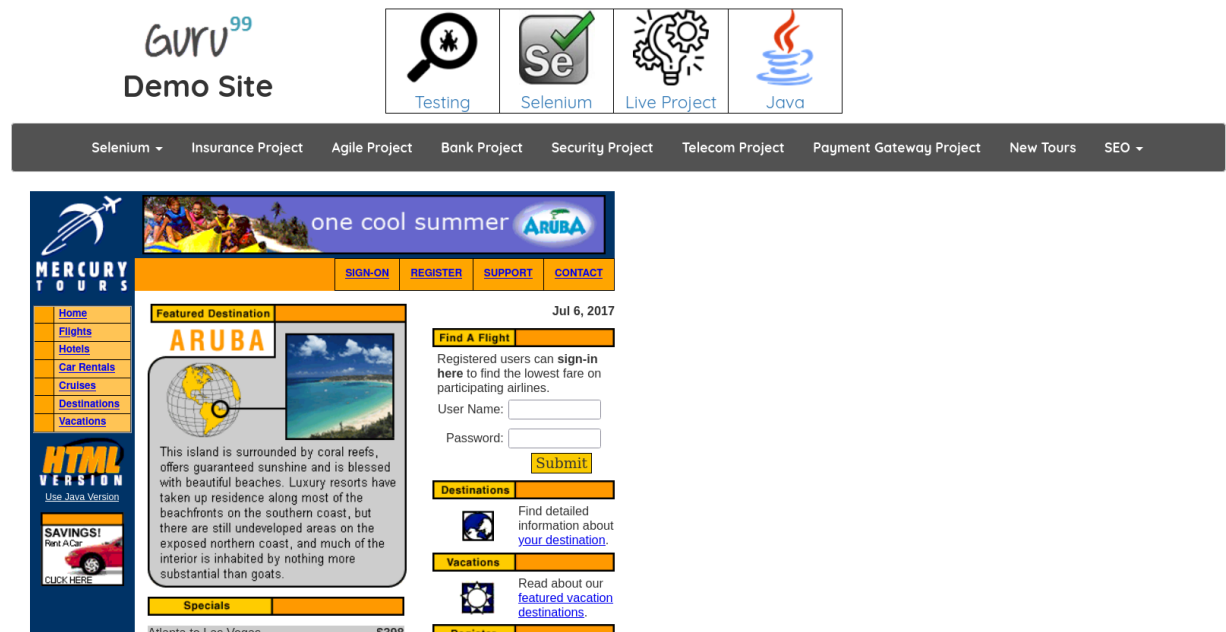 Guru99
Demo Site
Testing
Selenium
Live Project
Java
Se
Selenium
Insurance Project
Agile Project
Bank Project
Security Project
Telecom Project
Payment Gateway Project
New Tours
SEO
MERCURY
TOURS
one cool summer ARUBA
SIGN-ON
REGISTER
SUPPORT
CONTACT
Home
Flights
Hotels
Car Rentals
Cruises
Destinations
Vacations
HTML
VERSION
Use Java Version
SAVINGS!
Rent A Car
CLICK HERE
Featured Destination
ARUBA
This island is surrounded by coral reefs,
offers guaranteed sunshine and is blessed
with beautiful beaches. Luxury resorts have
taken up residence along most of the
beachfronts on the southern coast, but
there are still undeveloped areas on the
exposed northern coast, and much of the
interior is inhabited by nothing more
substantial than goats.
Specials
Atlanta to Las Vegas $398
Jul 6, 2017
Find A Flight
Registered users can sign-in
here to find the lowest fare on
participating airlines.
User Name:
Password:
Submit
Destinations
Find detailed
information about
your destination.
Vacations
Read about our
featured vacation
destinations.
Register